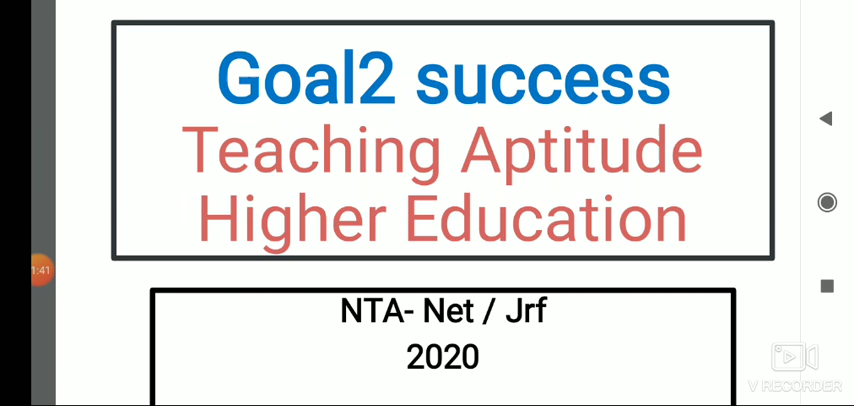 Goal2 success
Teaching Aptitude
Higher Education
1:41
NTA- Net / Jrf
2020
V RECORDER